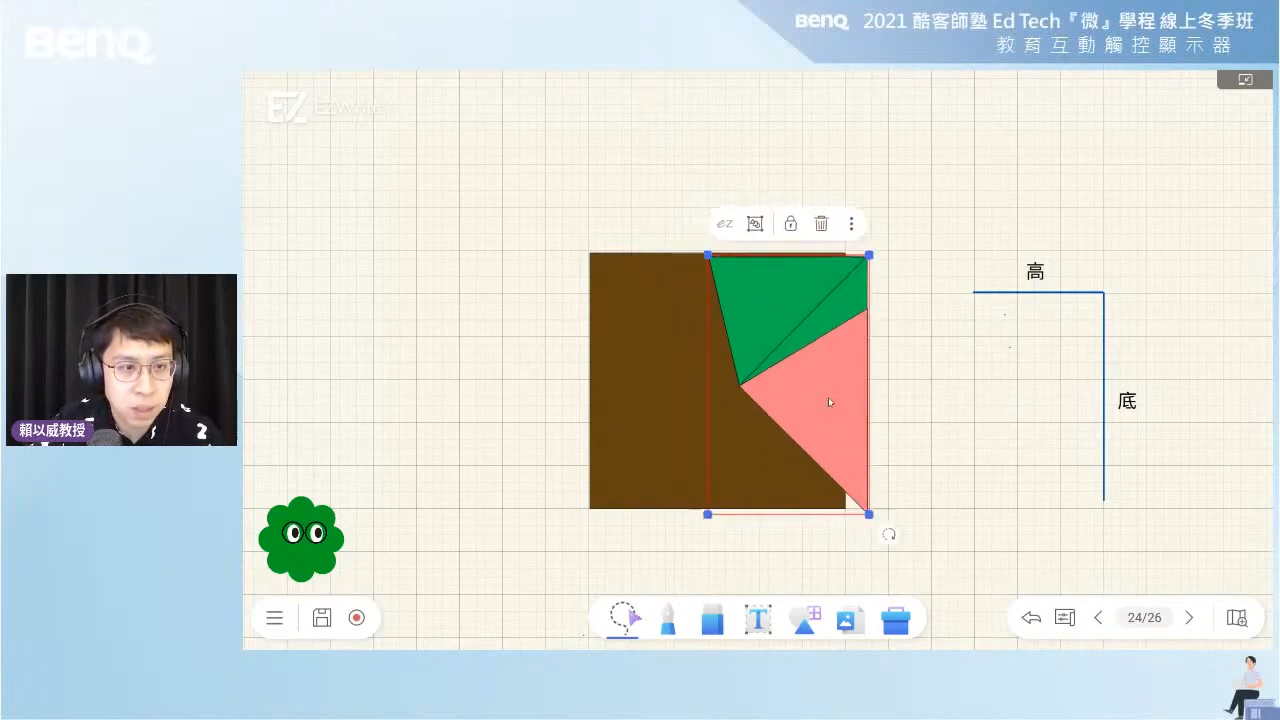 BenQ
BenQ 2021 酷客師塾 Ed Tech『微』學程 線上冬季班
教育互動觸控顯示器
EZ EZWrite
ez
高
底
賴以威教授
T
24/26